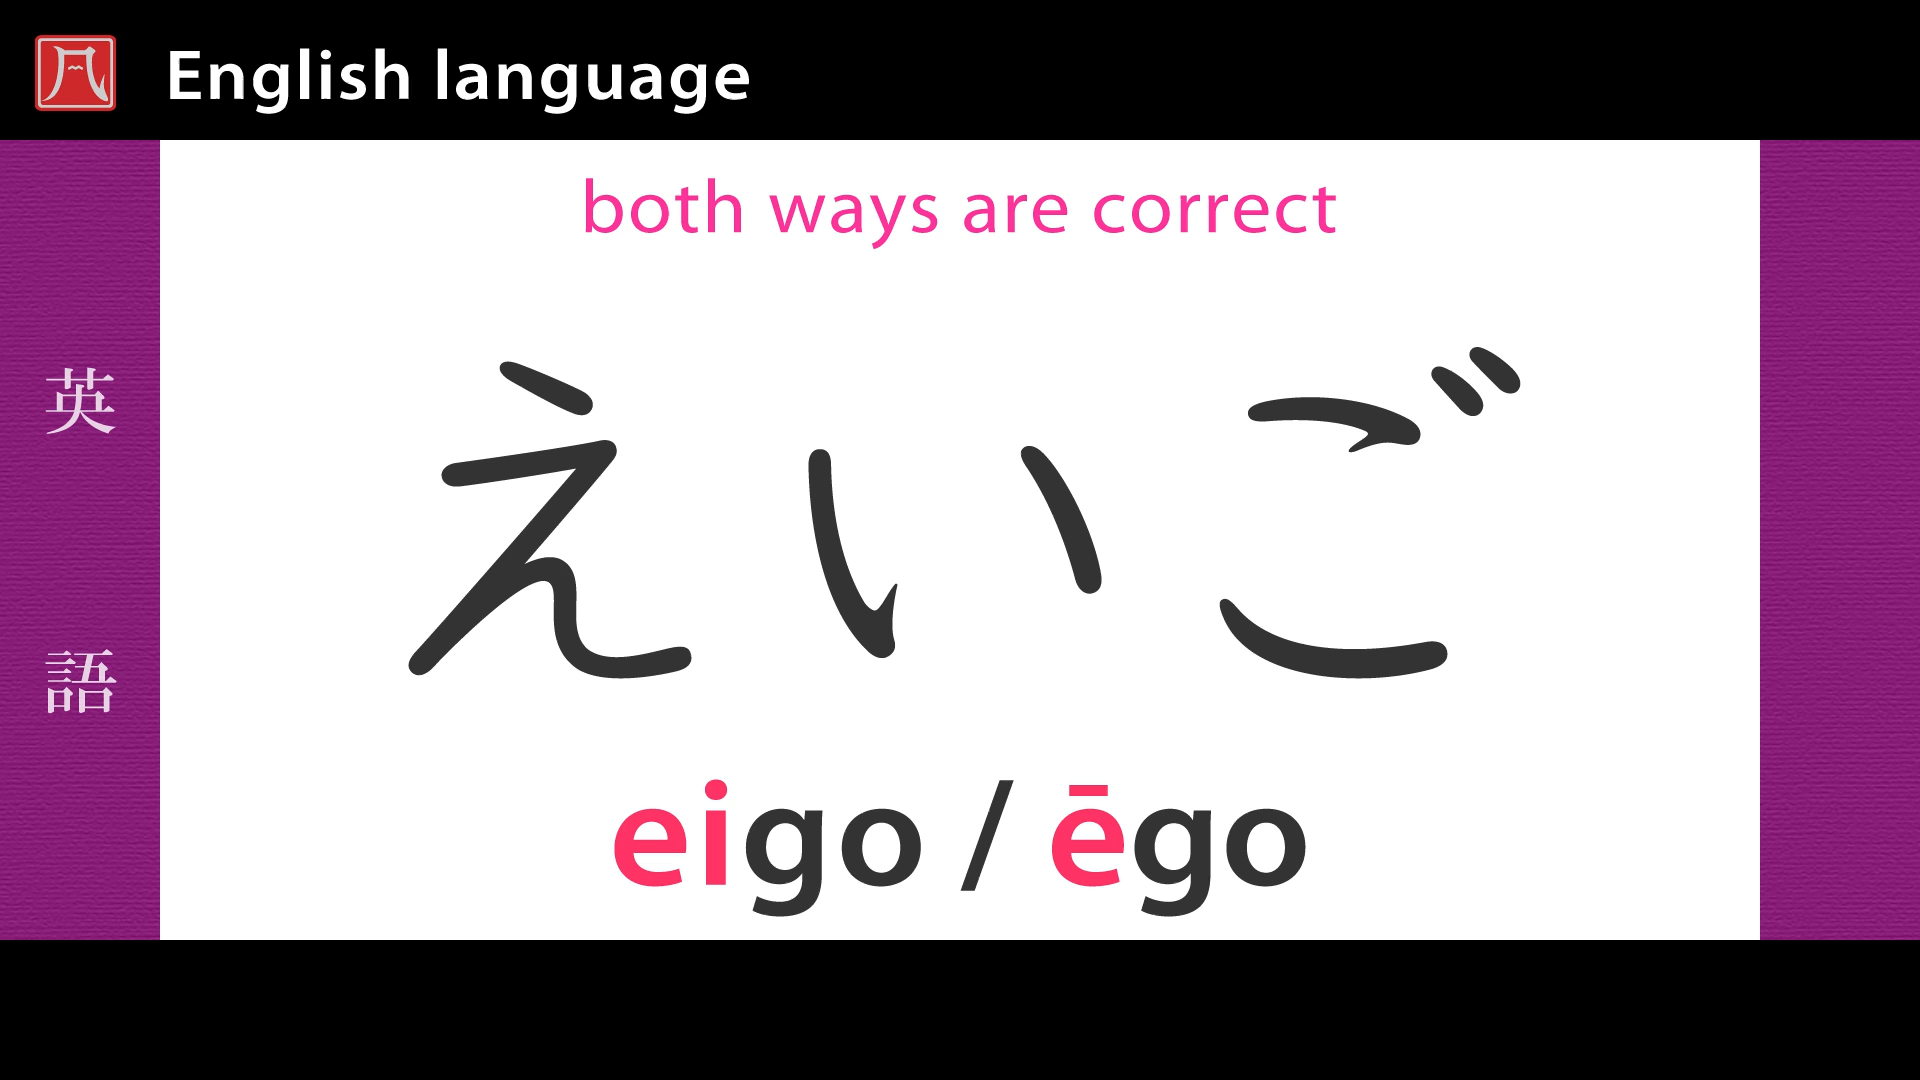 English language
both ways are correct
英語
えいご
eigo / ēgo